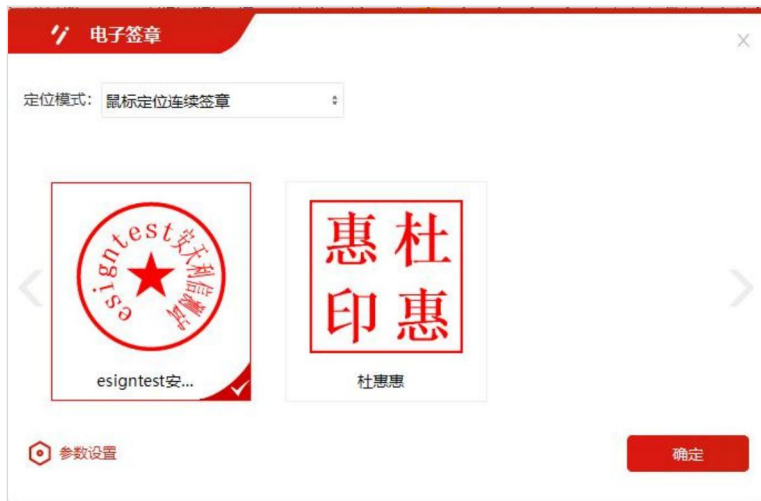 电子签章
定位模式：
鼠标定位连续签章
esigntest安天利信测试
惠杜
印惠
esigntest安...
杜惠惠
参数设置
确定